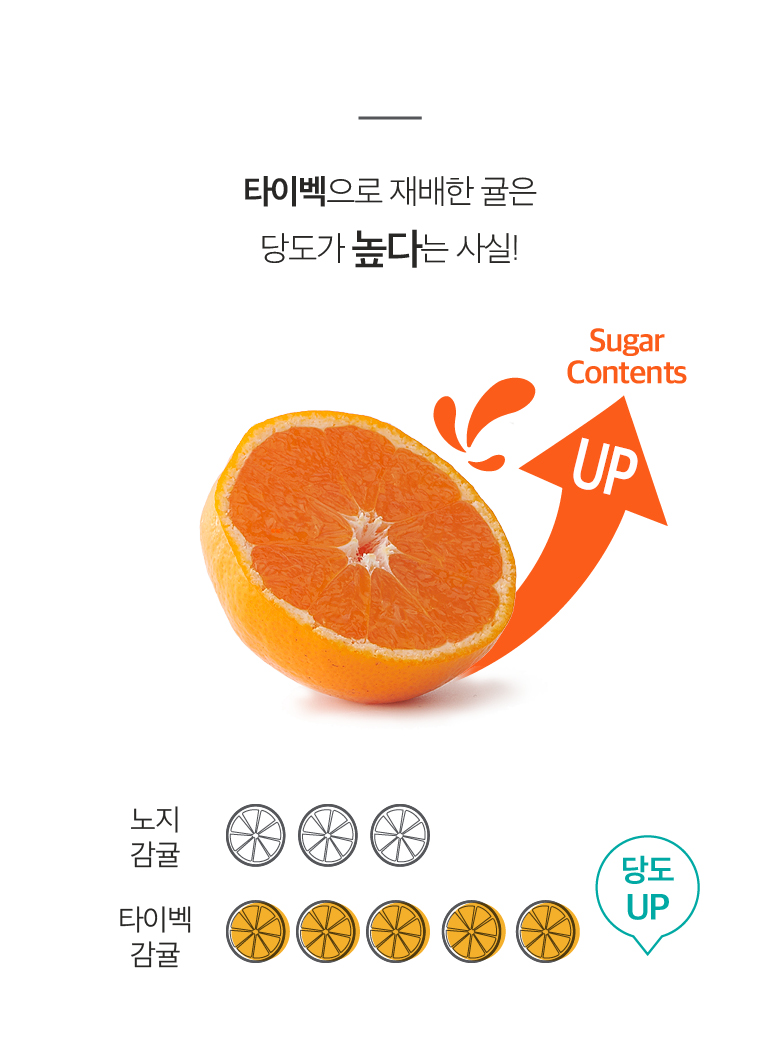 타이벡으로 재배한 귤은
당도가 높다는 사실!
Sugar
Contents
UP
노지
감귤
타이벡
감귤
당도
UP